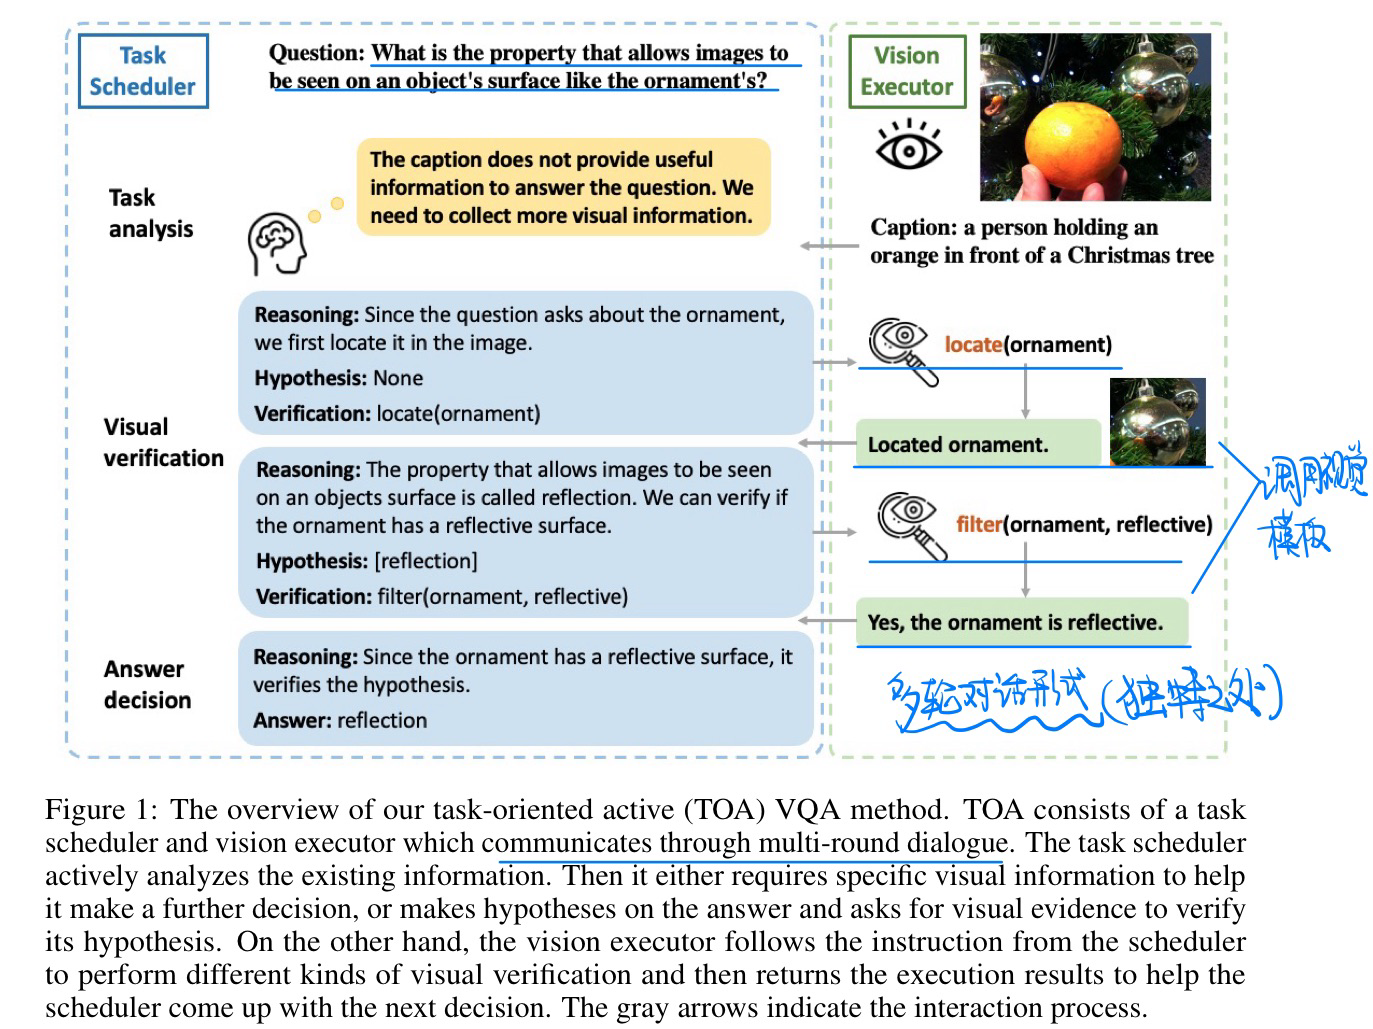 Task
Scheduler
Question: What is the property that allows images to
be seen on an object's surface like the ornament's?
Vision
Executor
Task
analysis
The caption does not provide useful
information to answer the question. We
need to collect more visual information.
Caption: a person holding an
orange in front of a Christmas tree
Visual
verification
Reasoning: Since the question asks about the ornament,
we first locate it in the image.
Hypothesis: None
Verification: locate(ornament)
locate(ornament)
Located ornament.
Reasoning: The property that allows images to be seen
on an objects surface is called reflection. We can verify if
the ornament has a reflective surface.
Hypothesis: [reflection]
Verification: filter(ornament, reflective)
filter(ornament, reflective)
Yes, the ornament is reflective.
调用视觉
模板
Answer
decision
Reasoning: Since the ornament has a reflective surface, it
verifies the hypothesis.
Answer: reflection
多轮对话形式(独特之处)
Figure 1: The overview of our task-oriented active (TOA) VQA method. TOA consists of a task
scheduler and vision executor which communicates through multi-round dialogue. The task scheduler
actively analyzes the existing information. Then it either requires specific visual information to help
it make a further decision, or makes hypotheses on the answer and asks for visual evidence to verify
its hypothesis. On the other hand, the vision executor follows the instruction from the scheduler
to perform different kinds of visual verification and then returns the execution results to help the
scheduler come up with the next decision. The gray arrows indicate the interaction process.